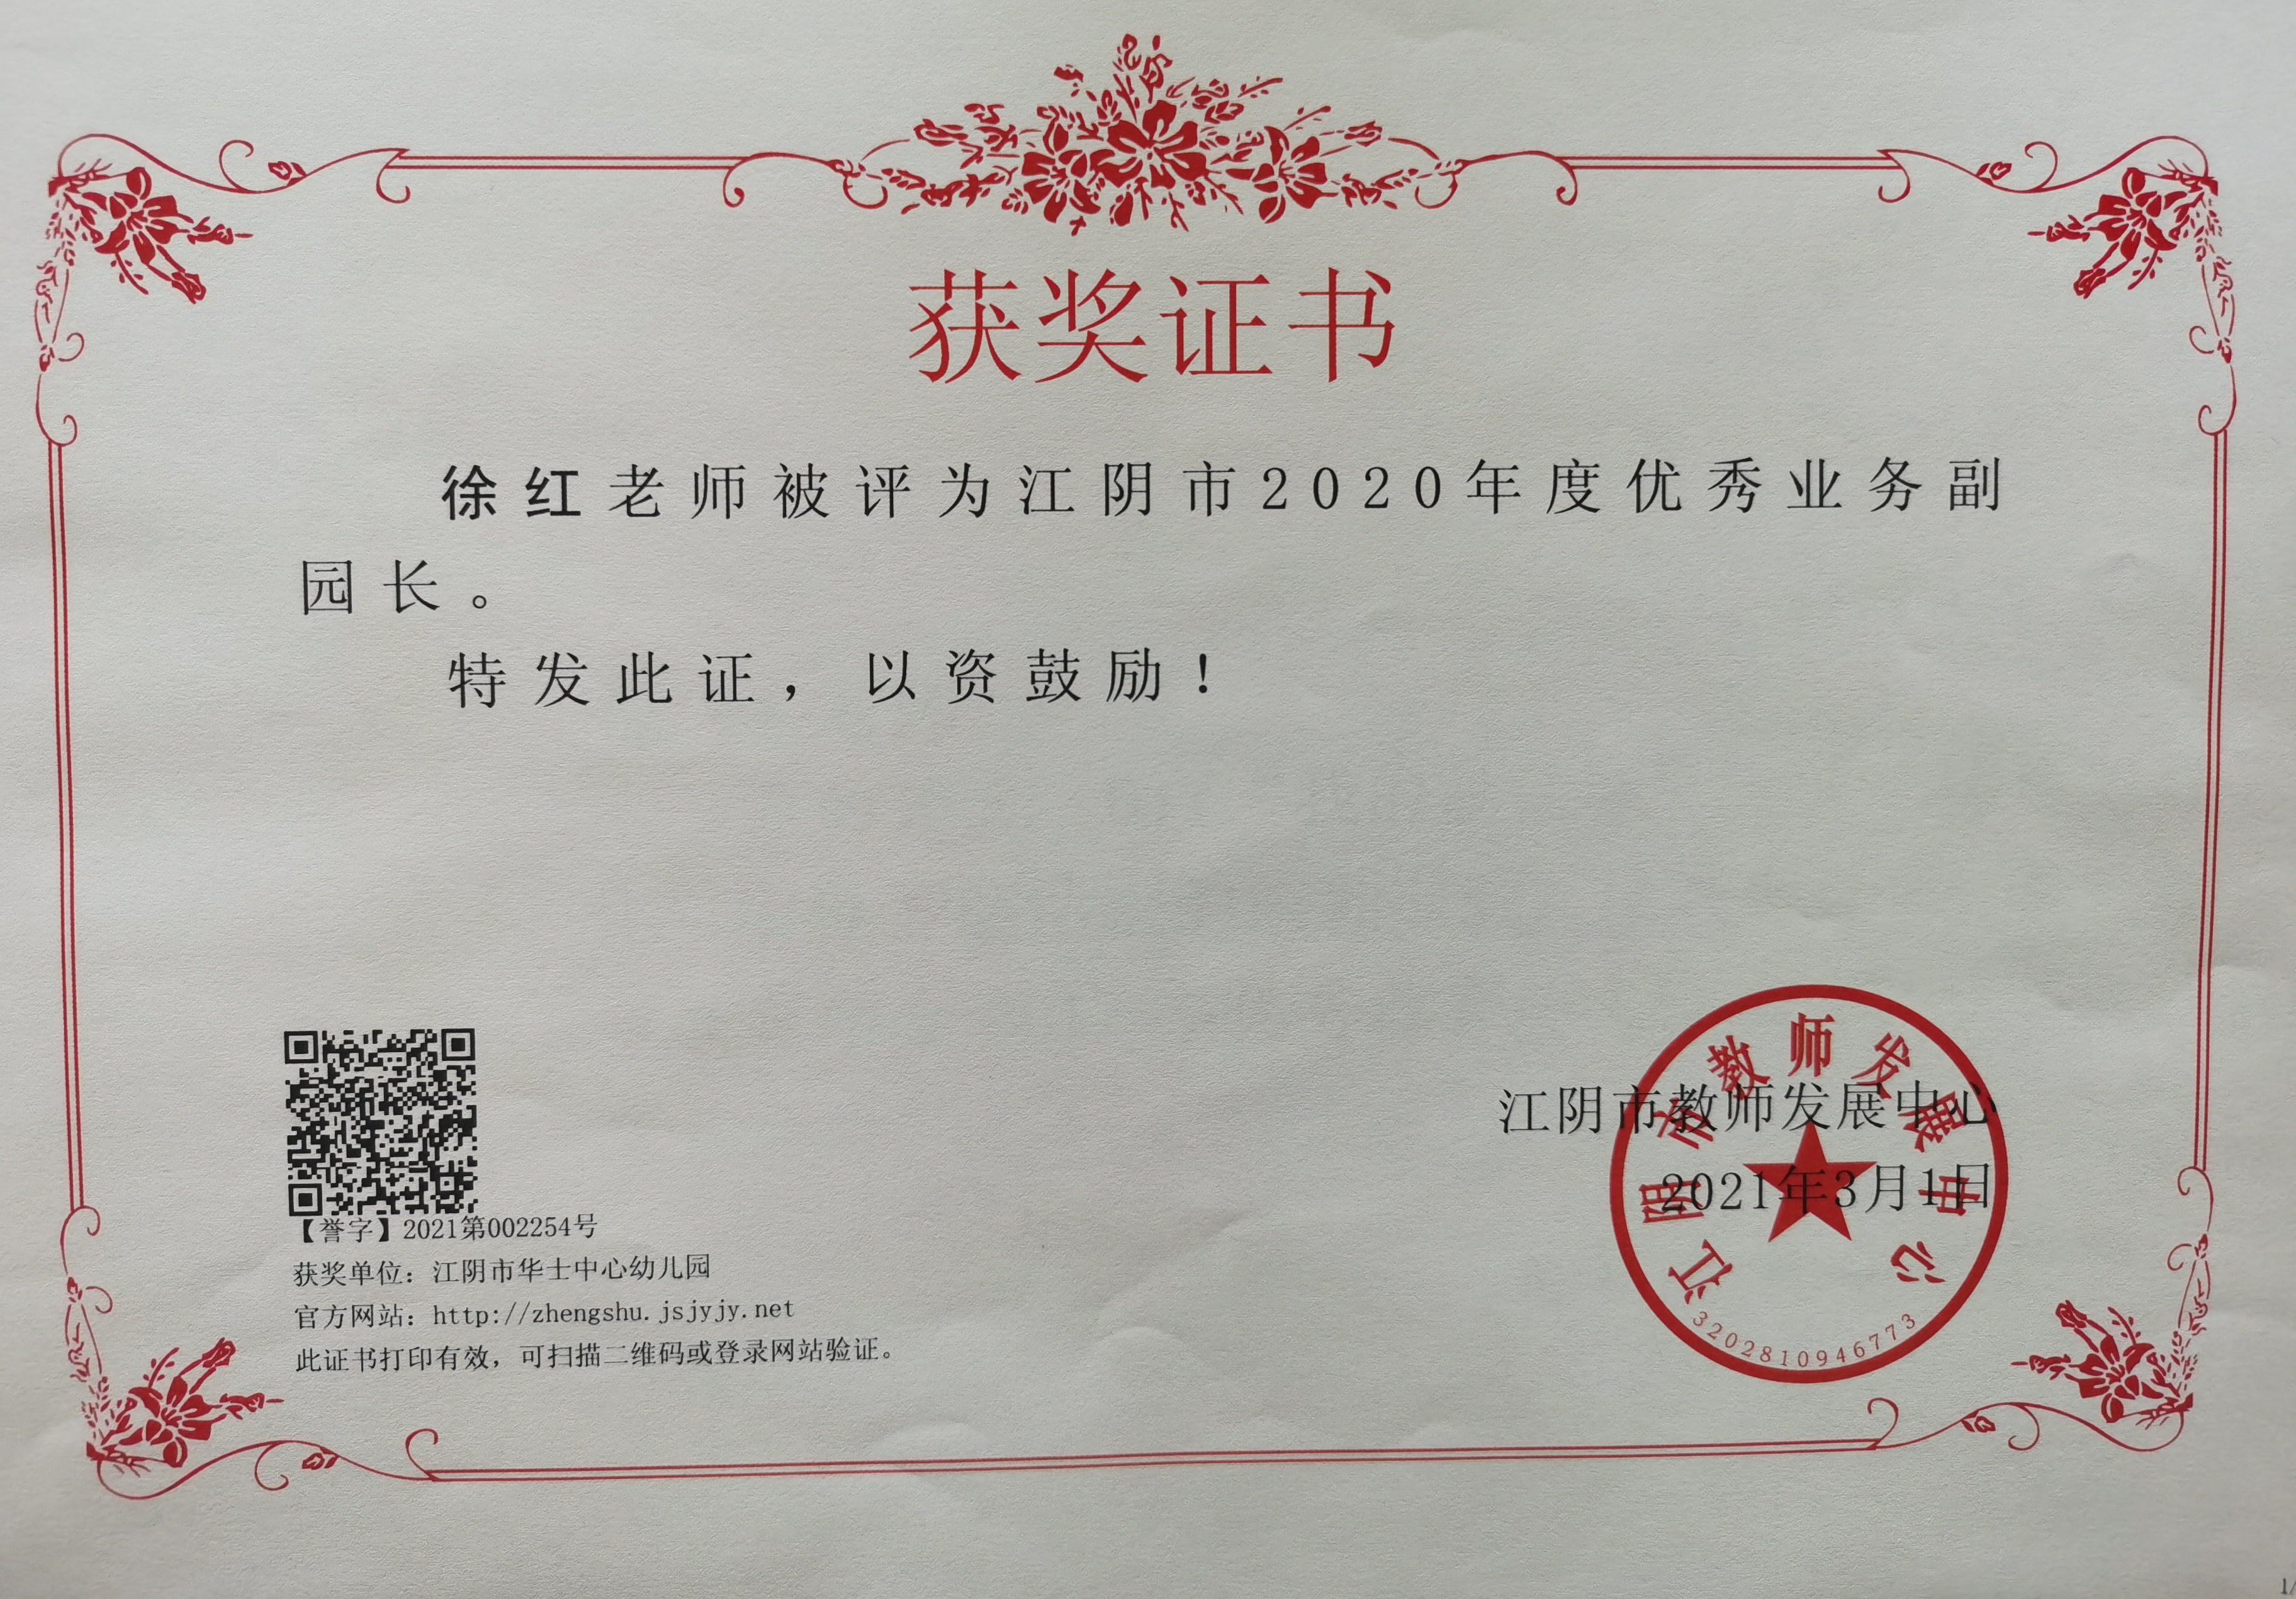 获奖证书
徐红老师被评为江阴市2020年度优秀业务副
园长。
特发此证，以资鼓励！
江阴市教师发展中心
2021年3月1日
江阴市教师发展中心
3202810946773
【誉字】2021第002254号
获奖单位：江阴市华士中心幼儿园
官方网站：http://zhengshu.jsjyjy.net
此证书打印有效，可扫描二维码或登录网站验证。
1/